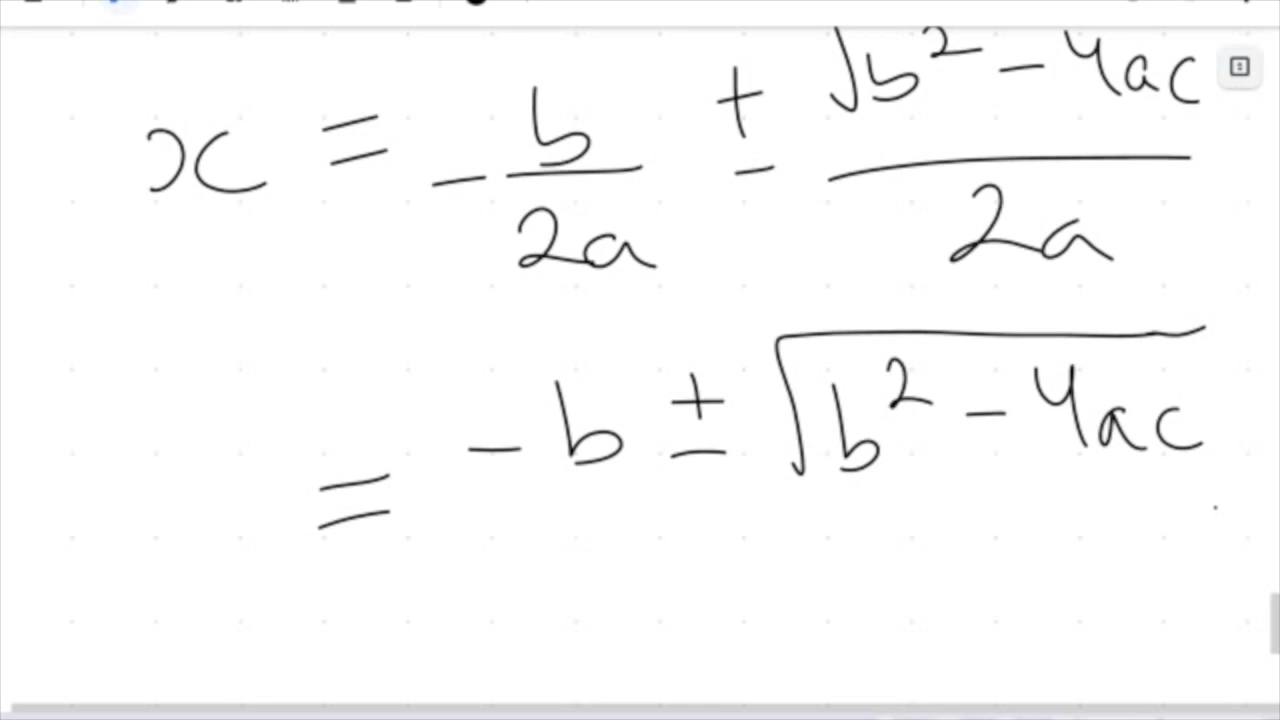 x = - b/2a ± √b² - 4ac/2a
= - b ± √b² - 4ac